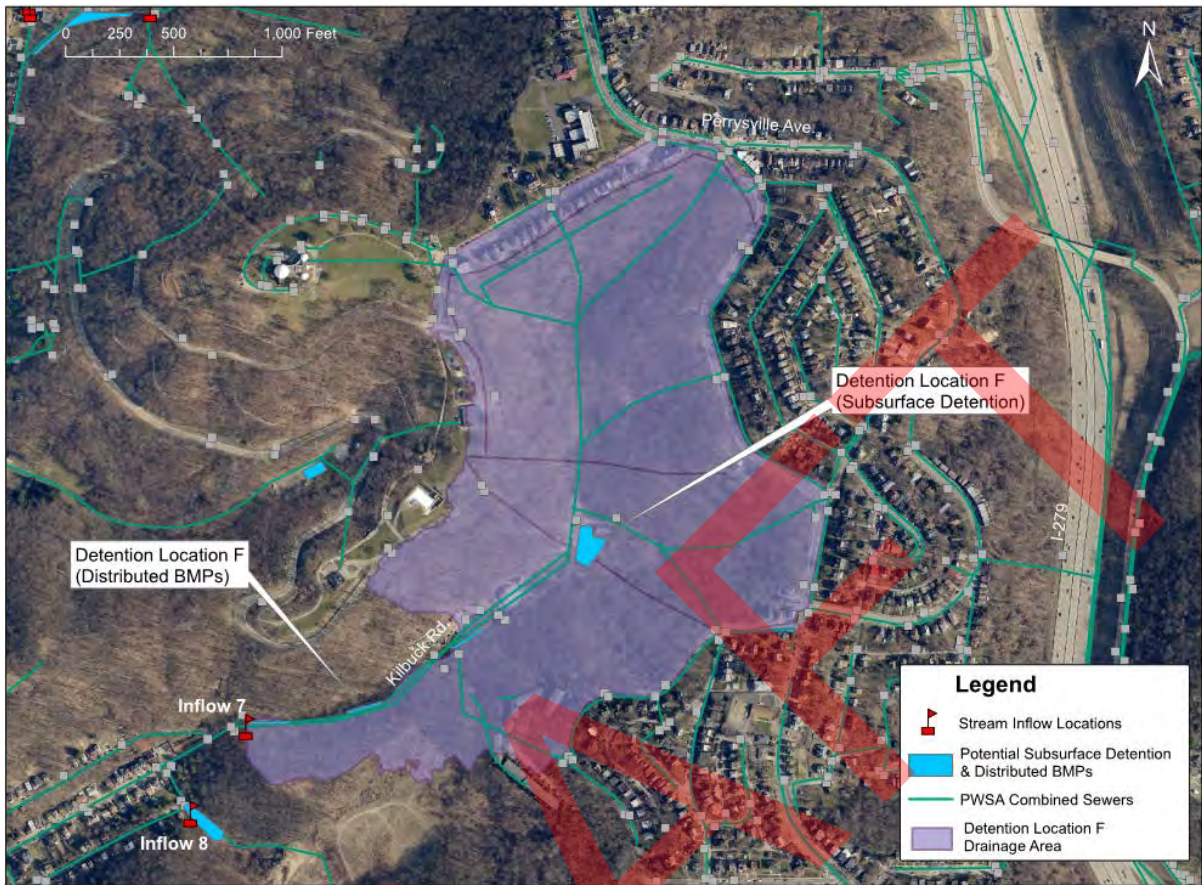 0 250 500 1,000 Feet
N
Perrysville Ave.
Detention Location F
(Subsurface Detention)
I-279
Detention Location F
(Distributed BMPs)
Kilbuck Rd.
Inflow 7
Inflow 8
Legend
Stream Inflow Locations
Potential Subsurface Detention
& Distributed BMPs
PWSA Combined Sewers
Detention Location F
Drainage Area